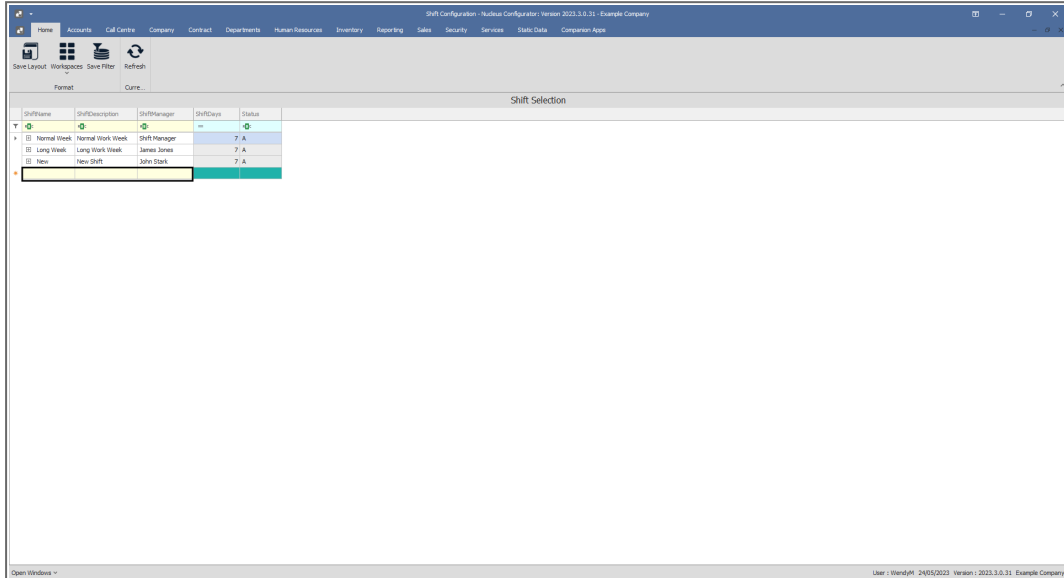 Shift Configuration - Nucleus Configurator: Version 2023.3.0.31 - Example Company
Home Accounts Call Centre Company Contract Departments Human Resources Inventory Reporting Sales Security Services Static Data Companion Apps
Save Layout Workspaces Save Filter Refresh
Format Curre...
Shift Selection
ShiftName ShiftDescription ShiftManager ShiftDays Status
Normal Week Normal Work Week Shift Manager 7 A
Long Week Long Work Week James Jones 7 A
New New Shift John Stark 7 A
Open Windows User : WendyM 24/05/2023 Version : 2023.3.0.31 Example Company